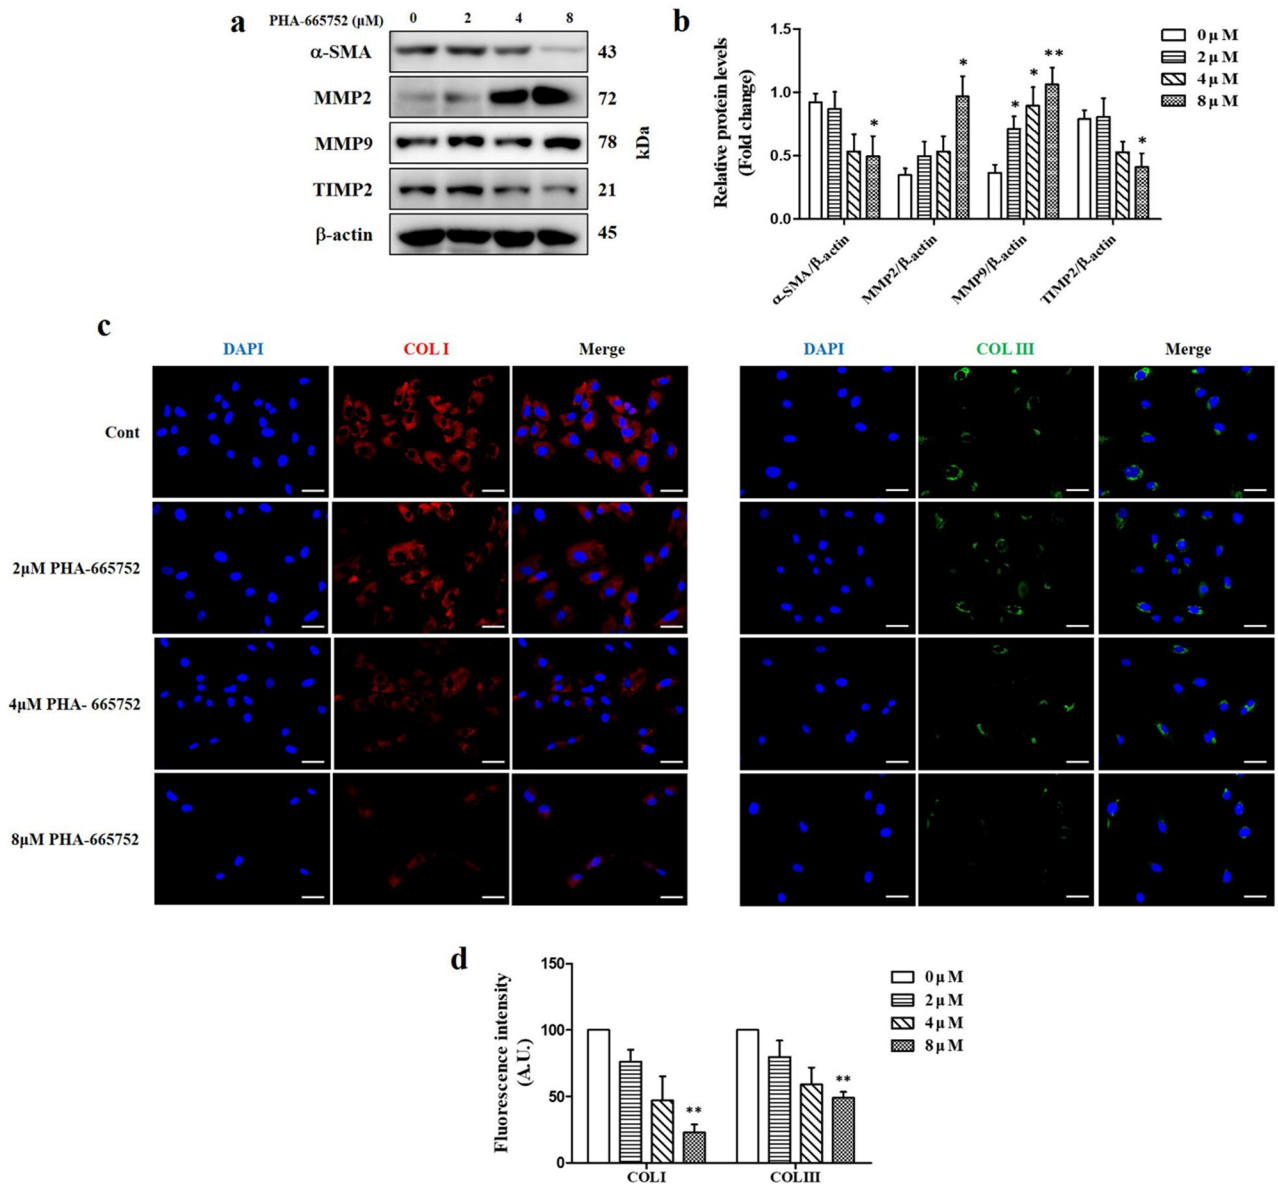 a
PHA-665752 (μM) 0 2 4 8
α-SMA 43
MMP2 72
MMP9 78
TIMP2 21
β-actin 45
kDa
b
Relative protein levels
(Fold change)
1.5
1.0
0.5
0.0
* * * * ** *
α-SMA/β-actin
MMP2/β-actin
MMP9/β-actin
TIMP2/β-actin
0 μ M
2 μ M
4 μ M
8 μ M
c
DAPI COL I Merge DAPI COL III Merge
Cont
2μM PHA-665752
4μM PHA- 665752
8μM PHA-665752
d
Fluorescence intensity
(A.U.)
150
100
50
0
** **
COLI COLIII
0 μ M
2 μ M
4 μ M
8 μ M